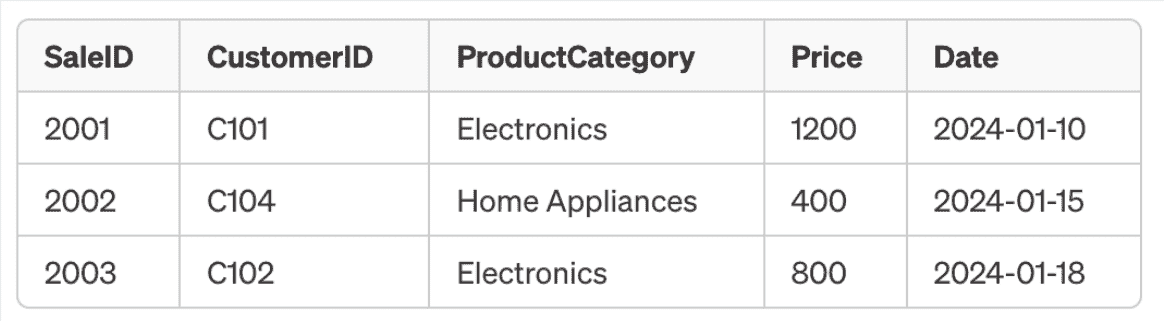 SaleID CustomerID ProductCategory Price Date
2001 C101 Electronics 1200 2024-01-10
2002 C104 Home Appliances 400 2024-01-15
2003 C102 Electronics 800 2024-01-18